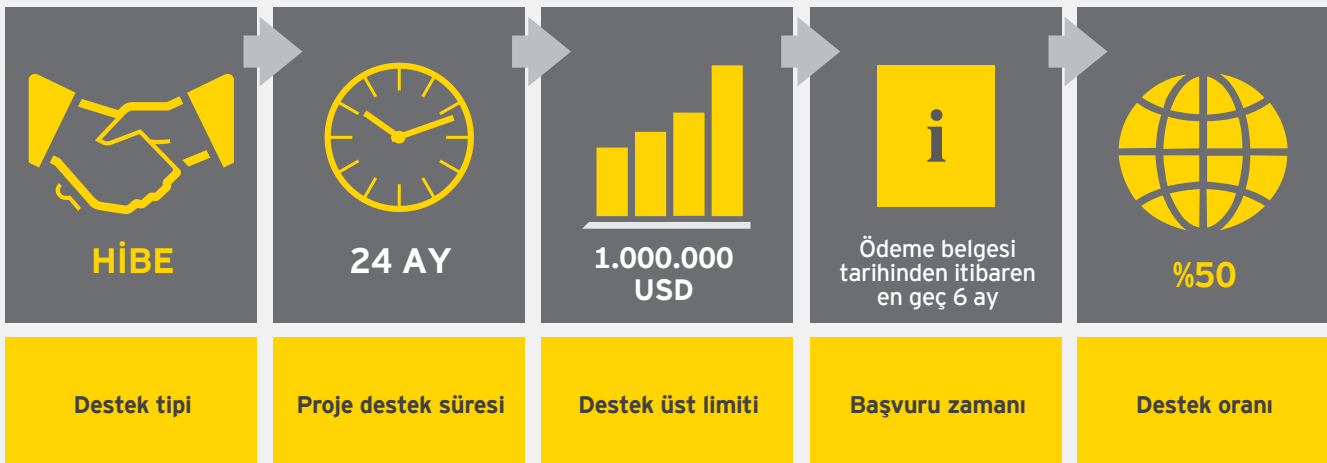 HİBE
24 AY
1.000.000
USD
i
Ödeme belgesi
tarihinden itibaren
en geç 6 ay
%50
Destek tipi
Proje destek süresi
Destek üst limiti
Başvuru zamanı
Destek oranı